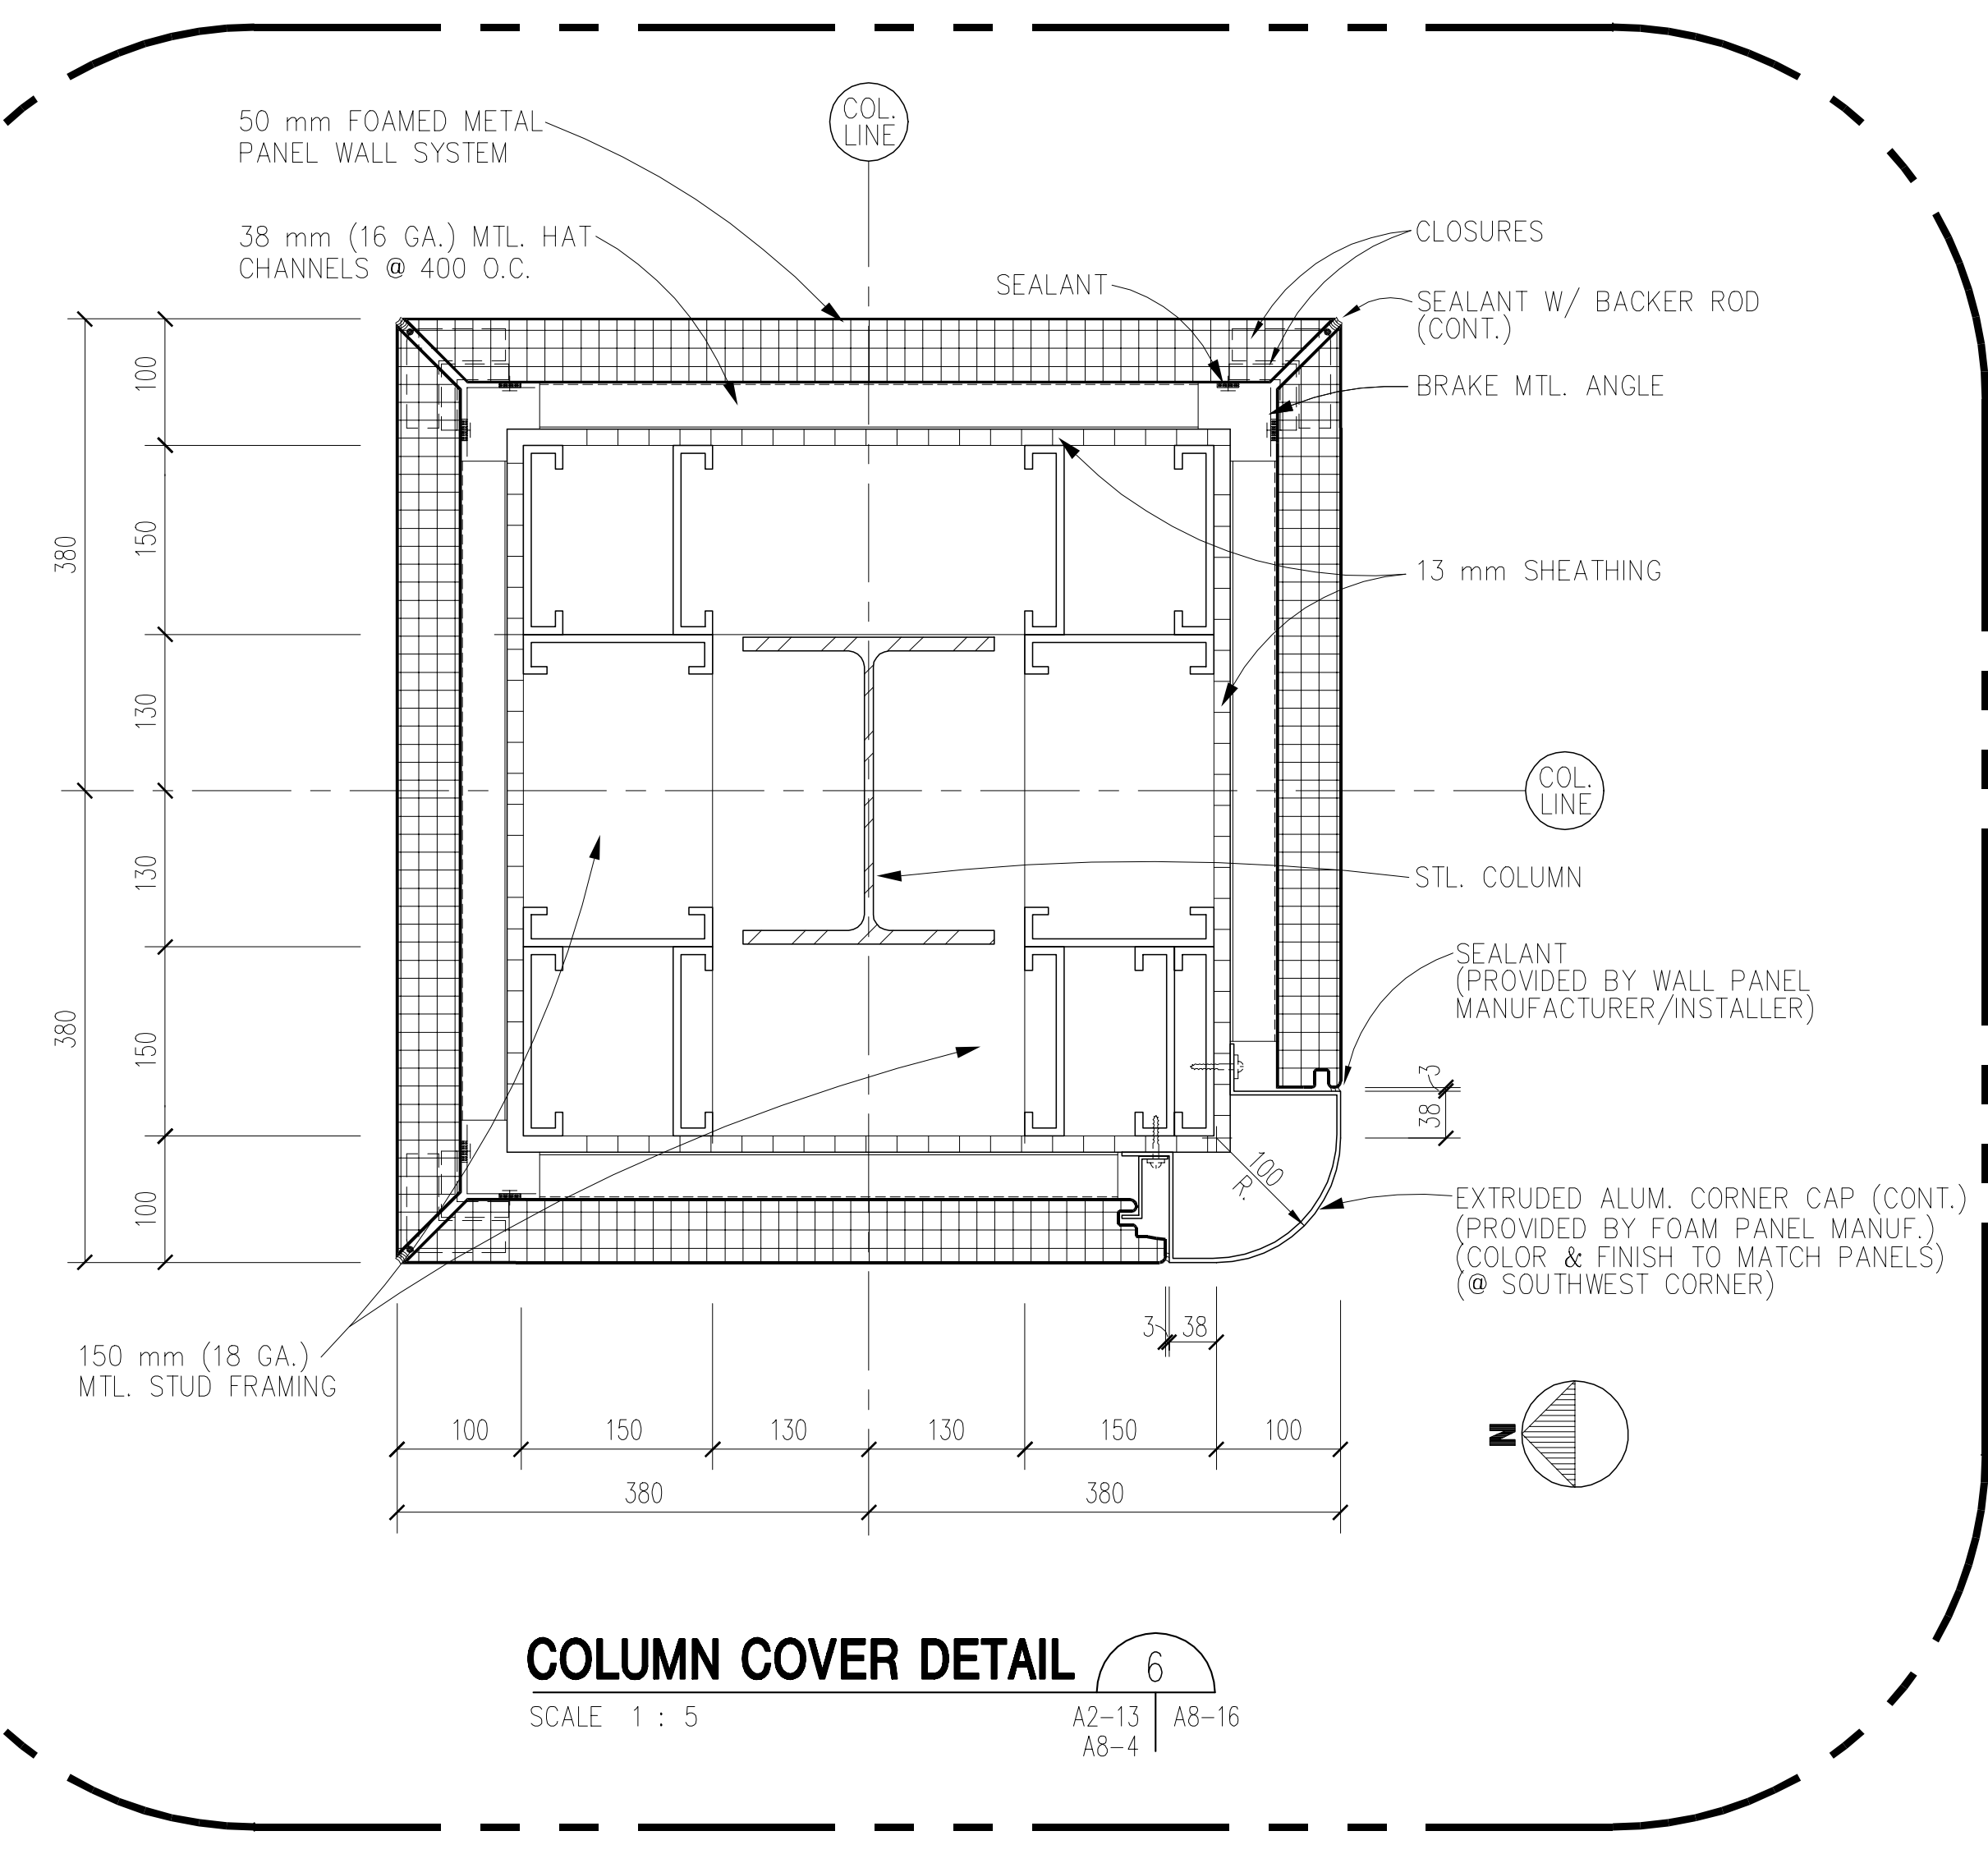 COL.
LINE
50 mm FOAMED METAL
PANEL WALL SYSTEM
38 mm (16 GA.) MTL. HAT
CHANNELS @ 400 O.C.
SEALANT
CLOSURES
SEALANT W/ BACKER ROD
(CONT.)
BRAKE MTL. ANGLE
13 mm SHEATHING
COL.
LINE
STL. COLUMN
SEALANT
(PROVIDED BY WALL PANEL
MANUFACTURER/INSTALLER)
100
150
130
130
150
100
380
380
3
38
100
R.
EXTRUDED ALUM. CORNER CAP (CONT.)
(PROVIDED BY FOAM PANEL MANUF.)
(COLOR & FINISH TO MATCH PANELS)
(@ SOUTHWEST CORNER)
3
38
150 mm (18 GA.)
MTL. STUD FRAMING
100
150
130
130
150
100
380
380
N
COLUMN COVER DETAIL
6
SCALE 1 : 5
A2-13
A8-16
A8-4